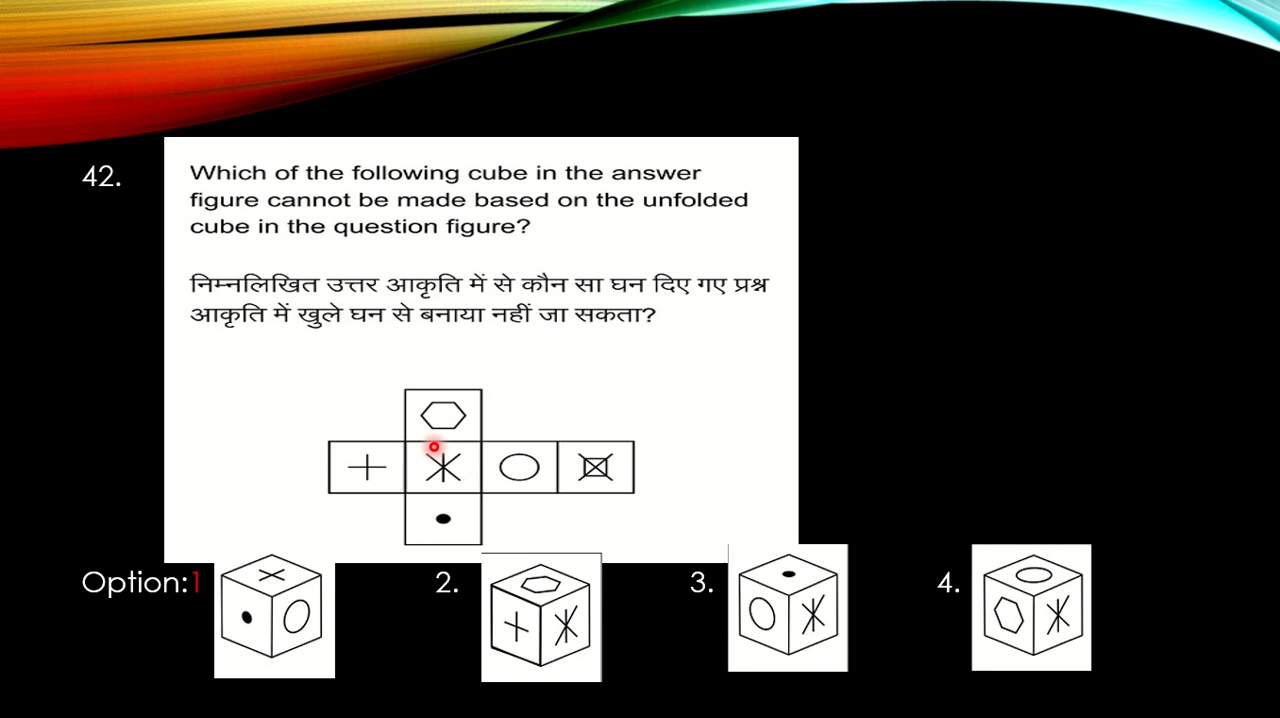 42.
Which of the following cube in the answer
figure cannot be made based on the unfolded
cube in the question figure?
निम्नलिखित उत्तर आकृति में से कौन सा घन दिए गए प्रश्न
आकृति में खुले घन से बनाया नहीं जा सकता?
Option:1 2. 3. 4.